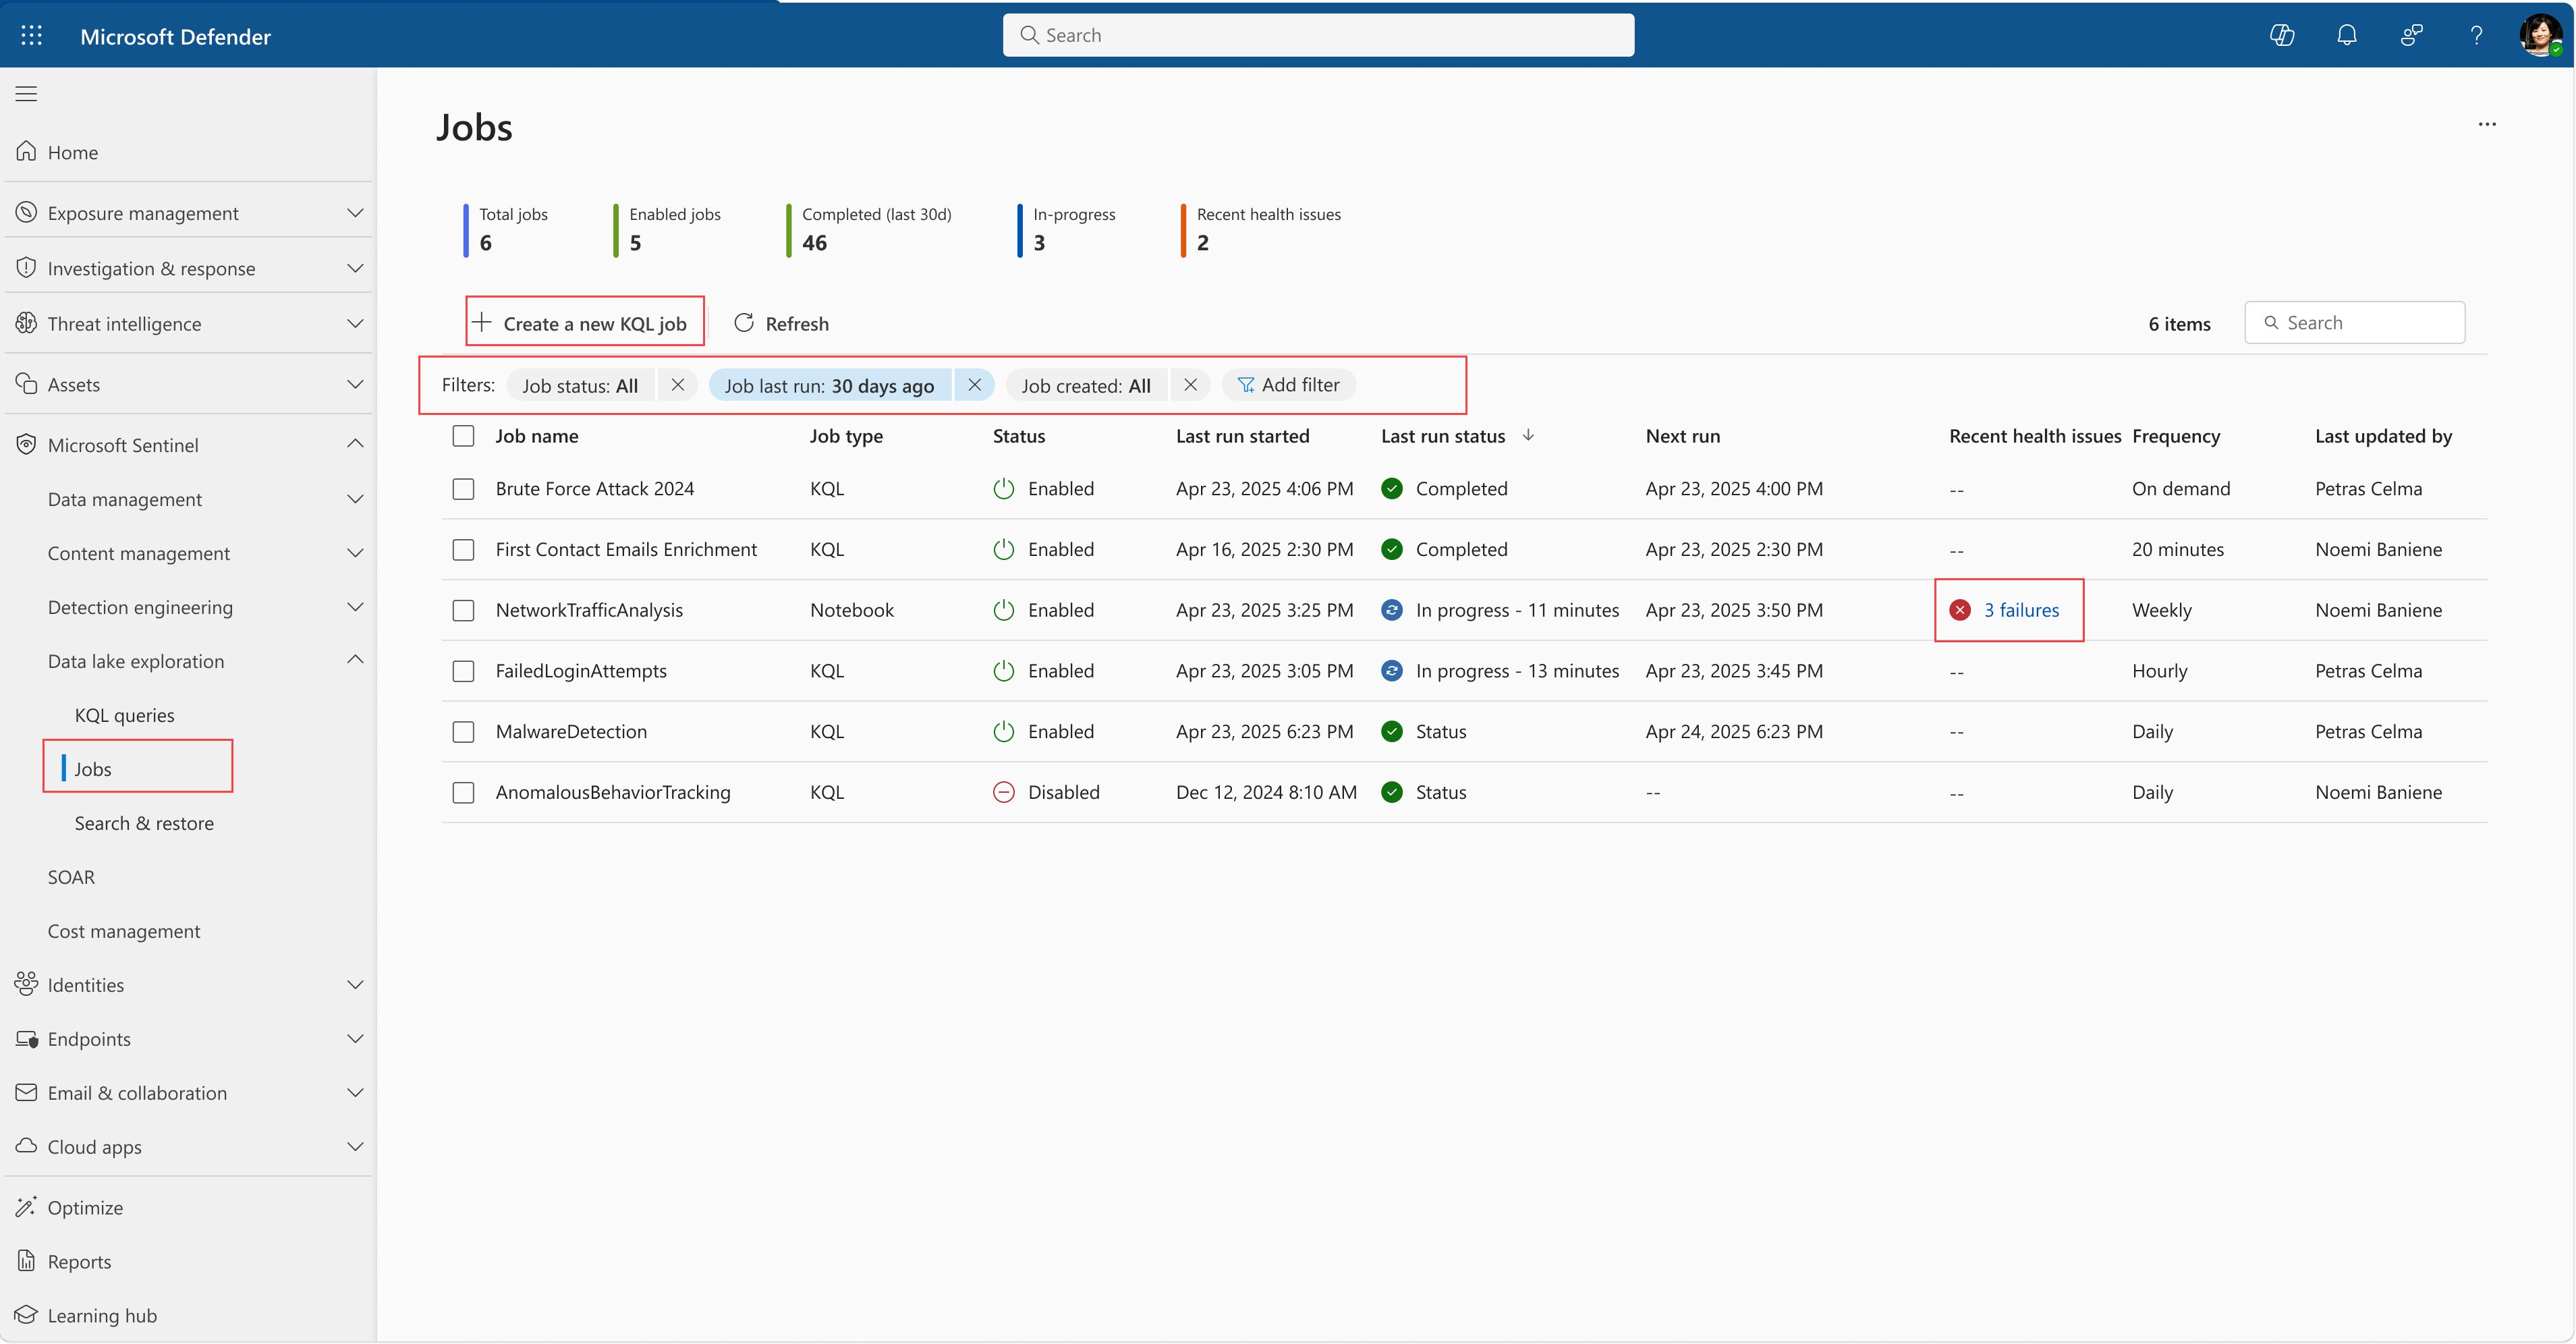 Microsoft Defender
Search
Home
Exposure management
Investigation & response
Threat intelligence
Assets
Microsoft Sentinel
Data management
Content management
Detection engineering
Data lake exploration
KQL queries
Jobs
Search & restore
SOAR
Cost management
Identities
Endpoints
Email & collaboration
Cloud apps
Optimize
Reports
Learning hub
Jobs
Total jobs
6
Enabled jobs
5
Completed (last 30d)
46
In-progress
3
Recent health issues
2
Create a new KQL job Refresh 6 items Search
Filters: Job status: All Job last run: 30 days ago Job created: All Add filter
Job name Job type Status Last run started Last run status Next run Recent health issues Frequency Last updated by
Brute Force Attack 2024 KQL Enabled Apr 23, 2025 4:06 PM Completed Apr 23, 2025 4:00 PM -- On demand Petras Celma
First Contact Emails Enrichment KQL Enabled Apr 16, 2025 2:30 PM Completed Apr 23, 2025 2:30 PM -- 20 minutes Noemi Baniene
NetworkTrafficAnalysis Notebook Enabled Apr 23, 2025 3:25 PM In progress - 11 minutes Apr 23, 2025 3:50 PM 3 failures Weekly Noemi Baniene
FailedLoginAttempts KQL Enabled Apr 23, 2025 3:05 PM In progress - 13 minutes Apr 23, 2025 3:45 PM -- Hourly Petras Celma
MalwareDetection KQL Enabled Apr 23, 2025 6:23 PM Status Apr 24, 2025 6:23 PM -- Daily Petras Celma
AnomalousBehaviorTracking KQL Disabled Dec 12, 2024 8:10 AM Status -- -- Daily Noemi Baniene